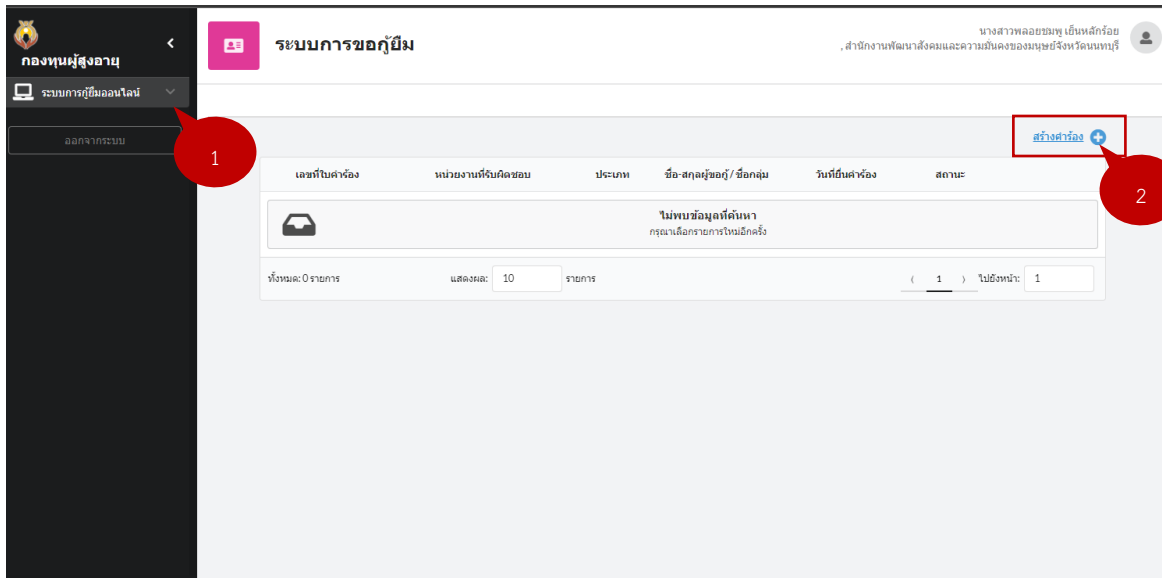 กองทุนผู้สูงอายุ
ระบบการกู้ยืมออนไลน์
ออกจากระบบ
1
ระบบการขอกู้ยืม
นางสาวพลอยชมพู เย็นหลักร้อย
, สำนักงานพัฒนาสังคมและความมั่นคงของมนุษย์จังหวัดนนทบุรี
สร้างคำร้อง
2
เลขที่ใบคำร้อง หน่วยงานที่รับผิดชอบ ประเภท ชื่อ-สกุลผู้ขอกู้/ ชื่อกลุ่ม วันที่ยื่นคำร้อง สถานะ
ไม่พบข้อมูลที่ค้นหา
กรุณาเลือกรายการใหม่อีกครั้ง
ทั้งหมด: 0 รายการ แสดงผล: 10 รายการ ⟨ 1 ⟩ ไปยังหน้า: 1